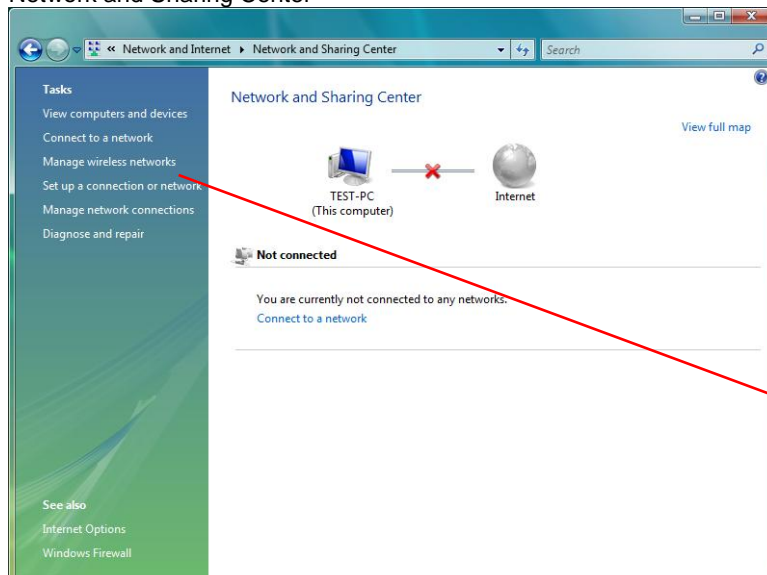 Network and Sharing Center
« Network and Internet ▸ Network and Sharing Center
Search
Tasks
View computers and devices
Connect to a network
Manage wireless networks
Set up a connection or network
Manage network connections
Diagnose and repair
See also
Internet Options
Windows Firewall
Network and Sharing Center
View full map
TEST-PC
(This computer)
Internet
Not connected
You are currently not connected to any networks.
Connect to a network